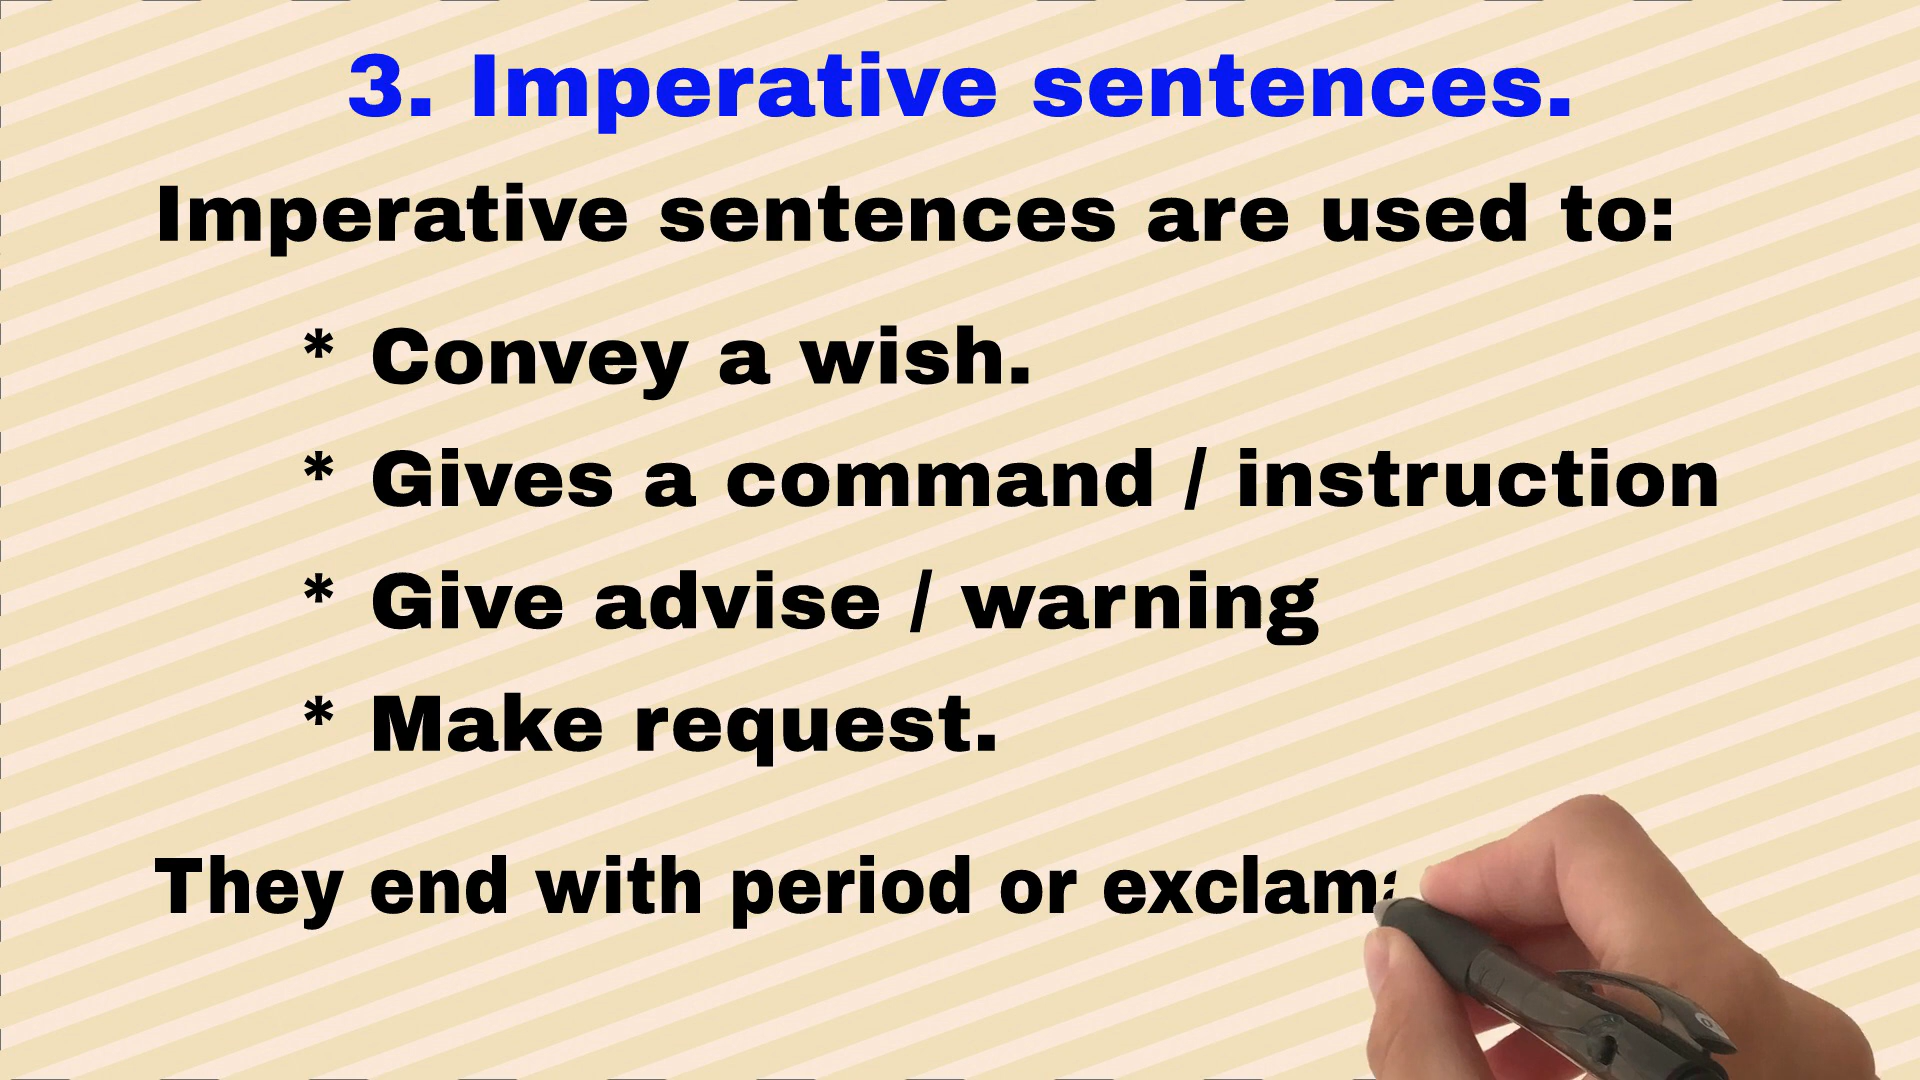 3. Imperative sentences.
Imperative sentences are used to:
* Convey a wish.
* Gives a command / instruction
* Give advise / warning
* Make request.
They end with period or